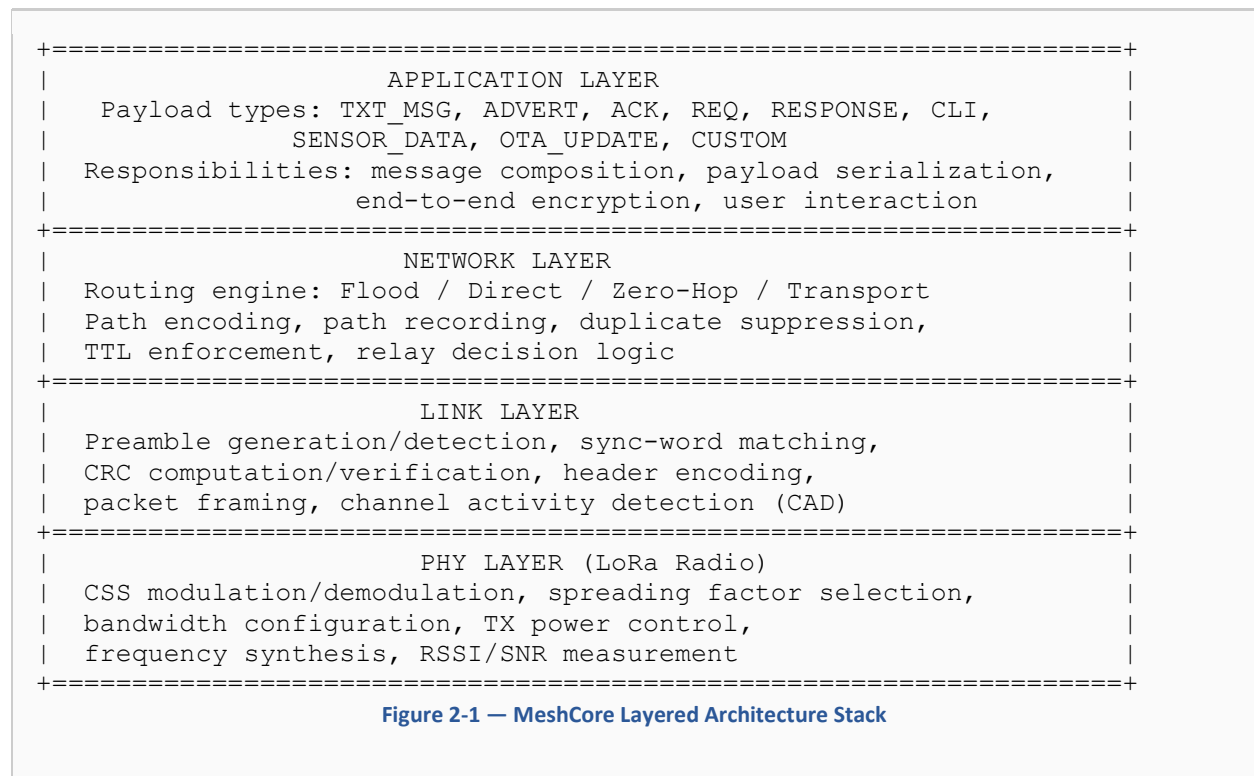 +===================================================================+
|                     APPLICATION LAYER                             |
|   Payload types: TXT_MSG, ADVERT, ACK, REQ, RESPONSE, CLI,        |
|               SENSOR_DATA, OTA_UPDATE, CUSTOM                     |
|  Responsibilities: message composition, payload serialization,    |
|                   end-to-end encryption, user interaction         |
+===================================================================+
|                      NETWORK LAYER                                |
|  Routing engine: Flood / Direct / Zero-Hop / Transport            |
|  Path encoding, path recording, duplicate suppression,            |
|  TTL enforcement, relay decision logic                            |
+===================================================================+
|                       LINK LAYER                                  |
|  Preamble generation/detection, sync-word matching,               |
|  CRC computation/verification, header encoding,                   |
|  packet framing, channel activity detection (CAD)                 |
+===================================================================+
|                       PHY LAYER (LoRa Radio)                      |
|  CSS modulation/demodulation, spreading factor selection,         |
|  bandwidth configuration, TX power control,                       |
|  frequency synthesis, RSSI/SNR measurement                        |
+===================================================================+
Figure 2-1 — MeshCore Layered Architecture Stack